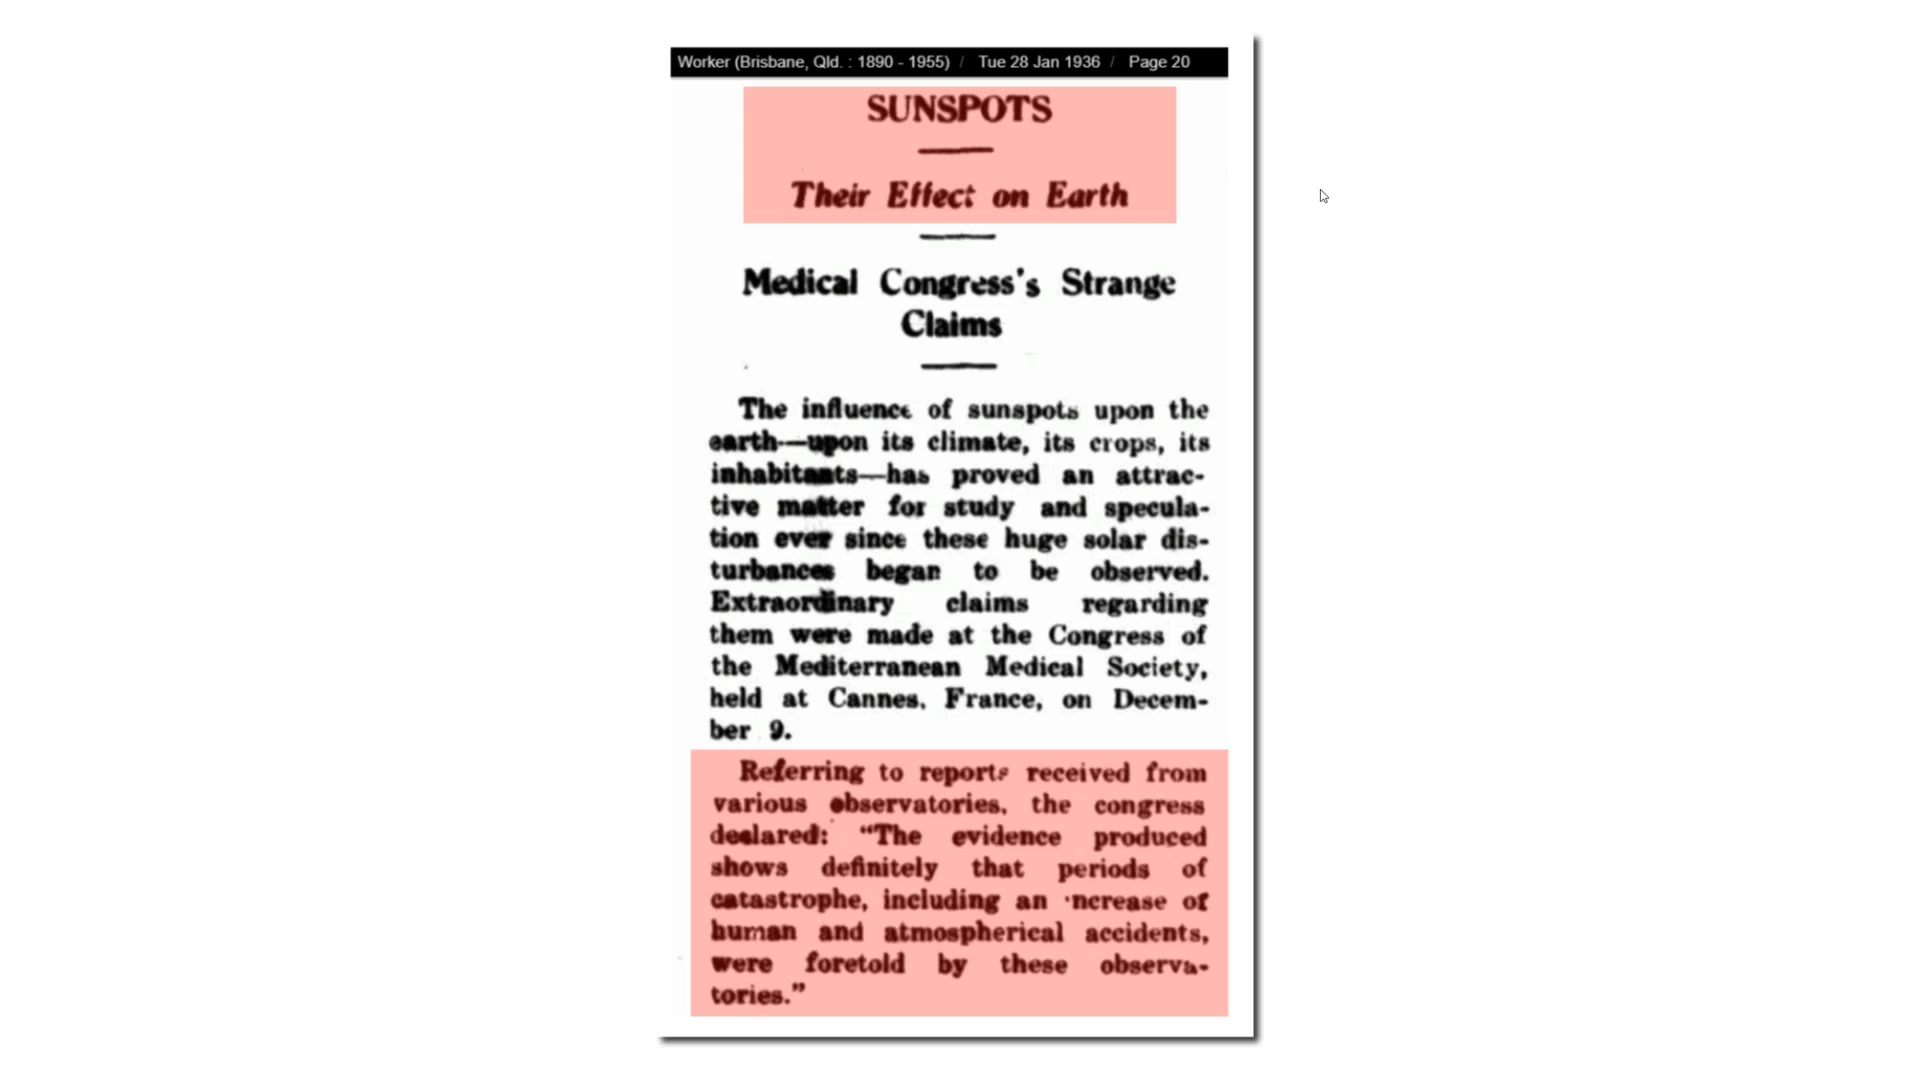 Worker (Brisbane, Qld. : 1890 - 1955) / Tue 28 Jan 1936 / Page 20
SUNSPOTS
Their Effect on Earth
Medical Congress's Strange
Claims
The influence of sunspots upon the
earth—upon its climate, its crops, its
inhabitants—has proved an attrac-
tive matter for study and specula-
tion ever since these huge solar dis-
turbances began to be observed.
Extraordinary claims regarding
them were made at the Congress of
the Mediterranean Medical Society,
held at Cannes, France, on Decem-
ber 9.
Referring to reports received from
various observatories, the congress
declared: "The evidence produced
shows definitely that periods of
catastrophe, including an increase of
human and atmospherical accidents,
were foretold by these observa-
tories."